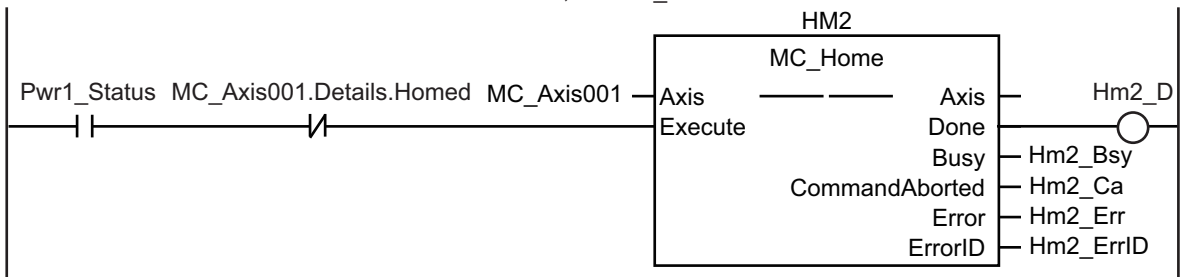 HM2
MC_Home
Pwr1_Status MC_Axis001.Details.Homed MC_Axis001 Axis Axis Hm2_D
Execute Done
Busy Hm2_Bsy
CommandAborted Hm2_Ca
Error Hm2_Err
ErrorID Hm2_ErrID